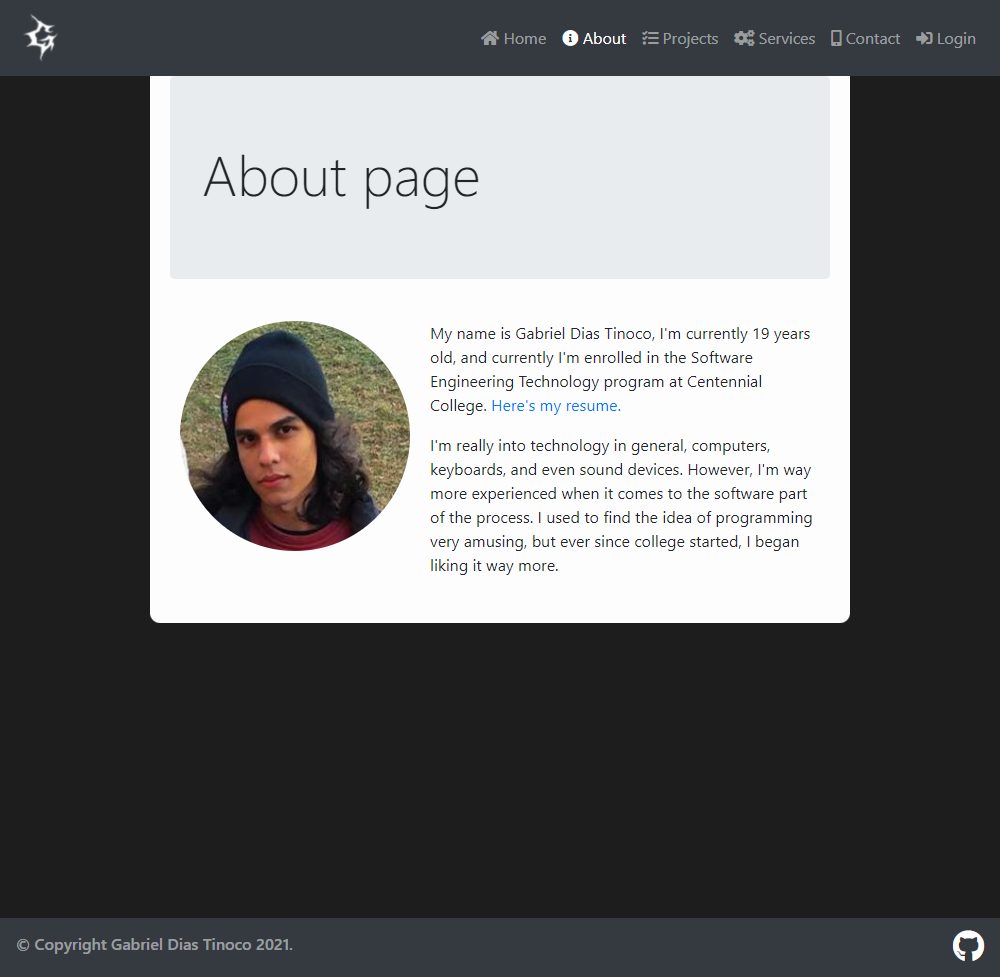 Home About Projects Services Contact Login
About page
My name is Gabriel Dias Tinoco, I'm currently 19 years
old, and currently I'm enrolled in the Software
Engineering Technology program at Centennial
College. Here's my resume.
I'm really into technology in general, computers,
keyboards, and even sound devices. However, I'm way
more experienced when it comes to the software part
of the process. I used to find the idea of programming
very amusing, but ever since college started, I began
liking it way more.
© Copyright Gabriel Dias Tinoco 2021.